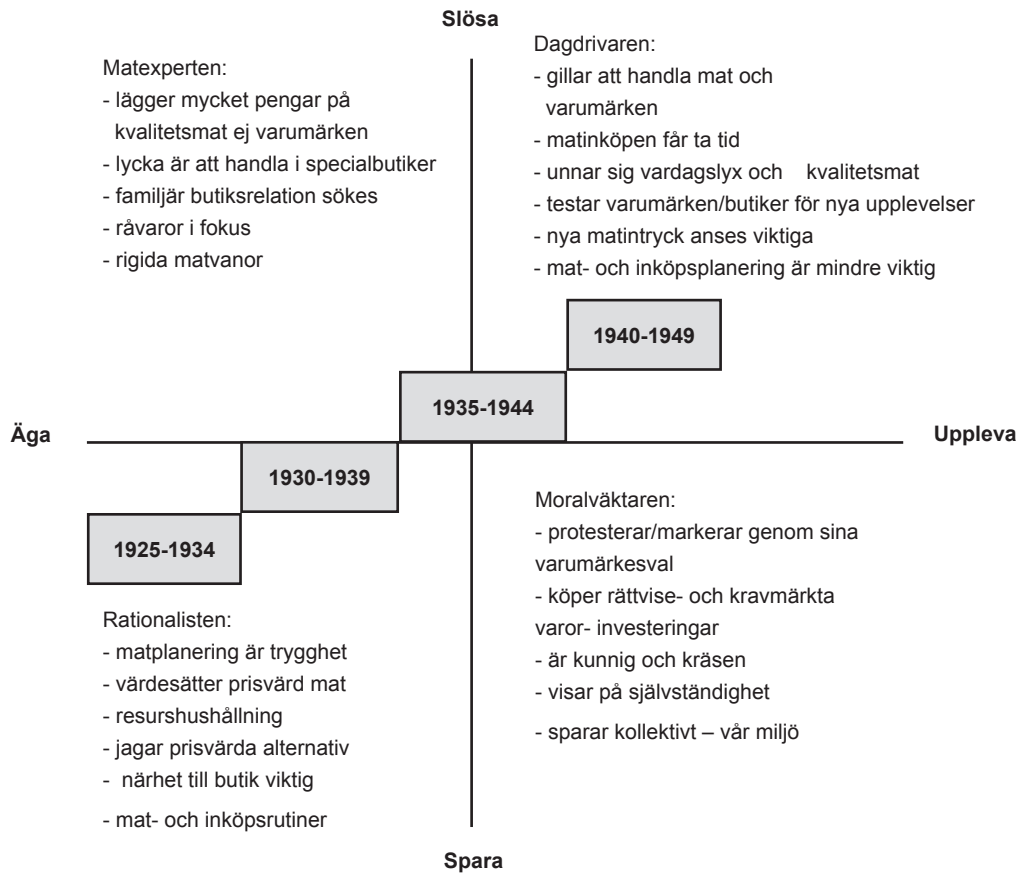 Slösa
Matexperten:
- lägger mycket pengar på
kvalitetsmat ej varumärken
- lycka är att handla i specialbutiker
- familjär butiksrelation sökes
- råvaror i fokus
- rigida matvanor
Dagdrivaren:
- gillar att handla mat och
varumärken
- matinköpen får ta tid
- unnar sig vardagslyx och kvalitetsmat
- testar varumärken/butiker för nya upplevelser
- nya matintryck anses viktiga
- mat- och inköpsplanering är mindre viktig
1940-1949
1935-1944
Äga
Uppleva
1930-1939
1925-1934
Rationalisten:
- matplanering är trygghet
- värdesätter prisvärd mat
- resurshushållning
- jagar prisvärda alternativ
- närhet till butik viktig
- mat- och inköpsrutiner
Moralväktaren:
- protesterar/markerar genom sina
varumärkesval
- köper rättvise- och kravmärkta
varor- investeringar
- är kunnig och kräsen
- visar på självständighet
- sparar kollektivt – vår miljö
Spara